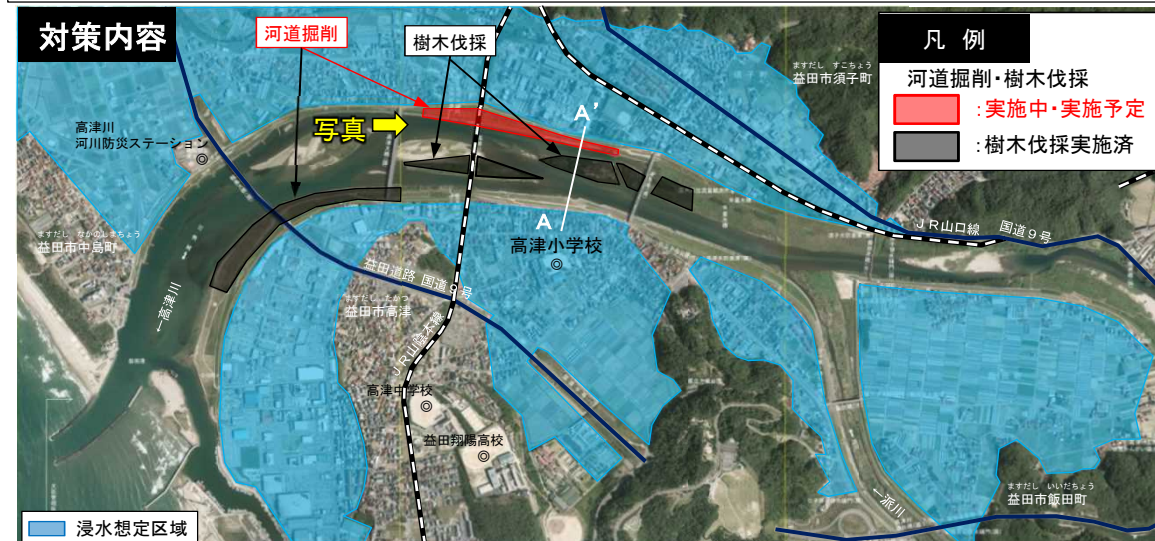 対策内容
河道掘削
樹木伐採
凡 例
河道掘削・樹木伐採
：実施中・実施予定
：樹木伐採実施済
ますだし すこちょう
益田市須子町
高津川
河川防災ステーション
写真
A'
A
高津小学校
ますだし なかのしまちょう
益田市中島町
←高津川
益田道路 国道９号
ますだし たかつ
益田市高津
ＪＲ山陰本線
ＪＲ山口線
国道９号
高津中学校
益田翔陽高校
←派川
ますだし いいだちょう
益田市飯田町
浸水想定区域